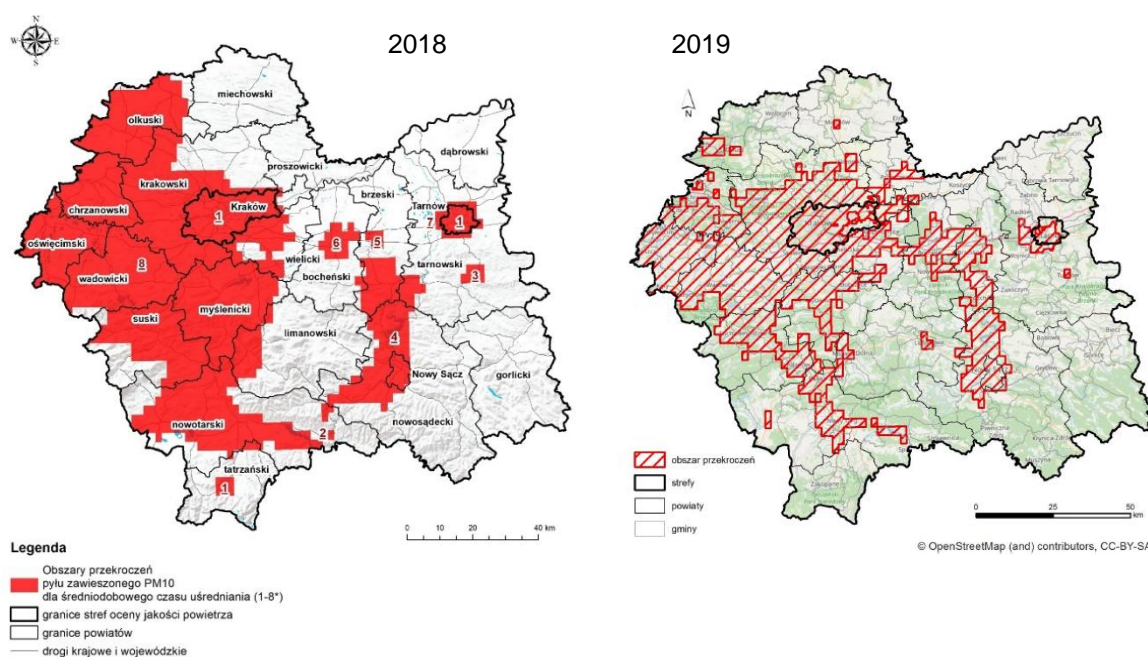 N
W E
S
2018
miechowski
olkuski
proszowicki
dąbrowski
krakowski
brzeski
Kraków
Tarnów
chrzanowski
1
7
1
oświęcimski
6
5
8
wielicki
tarnowski
wadowicki
bocheński
3
myślenicki
suski
limanowski
4
Nowy Sącz
gorlicki
nowotarski
2
nowosądecki
tatrzański
1
0 10 20 40 km
Legenda
Obszary przekroczeń
pyłu zawieszonego PM10
dla średniodobowego czasu uśredniania (1-8*)
granice stref oceny jakości powietrza
granice powiatów
drogi krajowe i wojewódzkie
2019
N
obszar przekroczeń
strefy
powiaty
gminy
0 25 50
km
© OpenStreetMap (and) contributors, CC-BY-SA